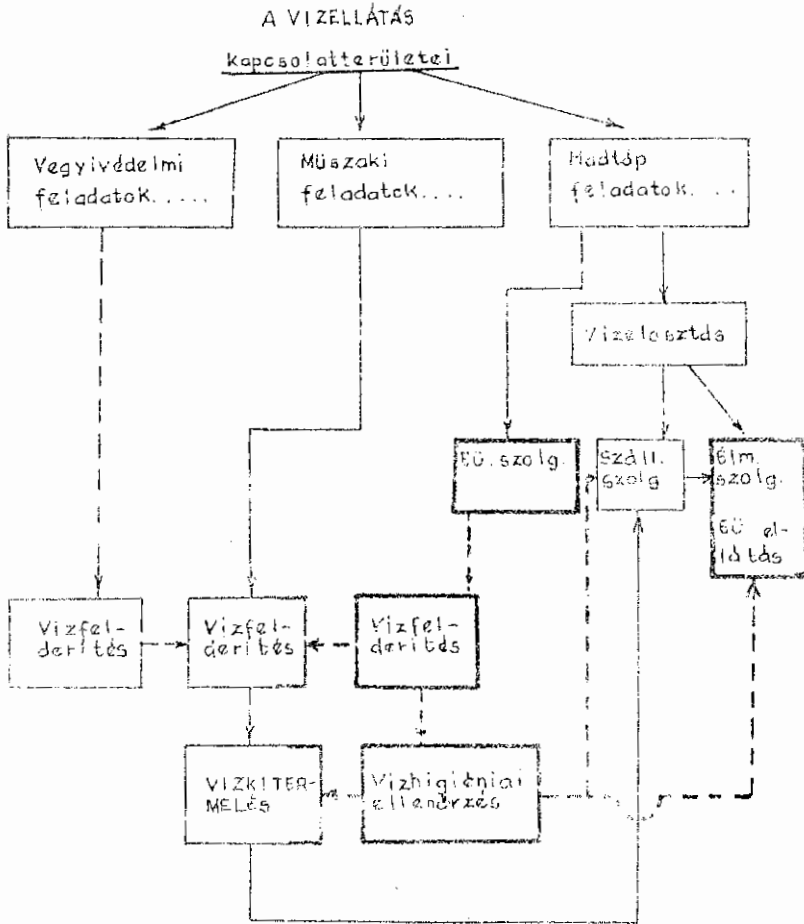 A VIZELLÁTÁS
kapcsolatterületei
Vegyivédelmi
feladatok.....
Műszaki
feladatok....
Hadtáp
feladatok....
Vizelosztás
EÜ. szolg.
Száll.
szolg
Élm.
szolg.
EÜ el-
látás
Vizfel-
derités
Vizfel-
derités
Vizfel-
derités
VIZKITER-
MELÉS
Vizhigiéniai
ellenőrzés